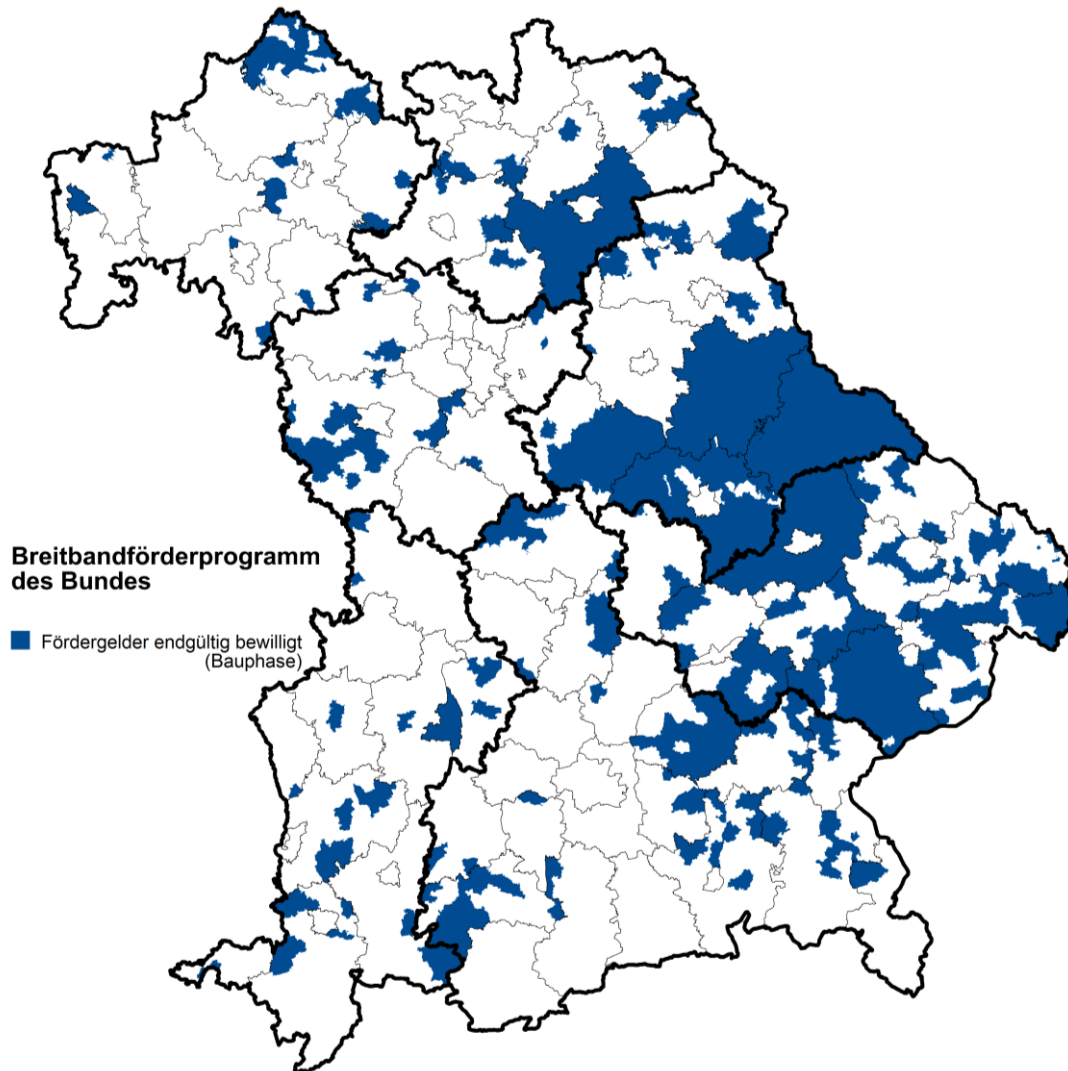 Breitbandförderprogramm
des Bundes
Fördergelder endgültig bewilligt
(Bauphase)